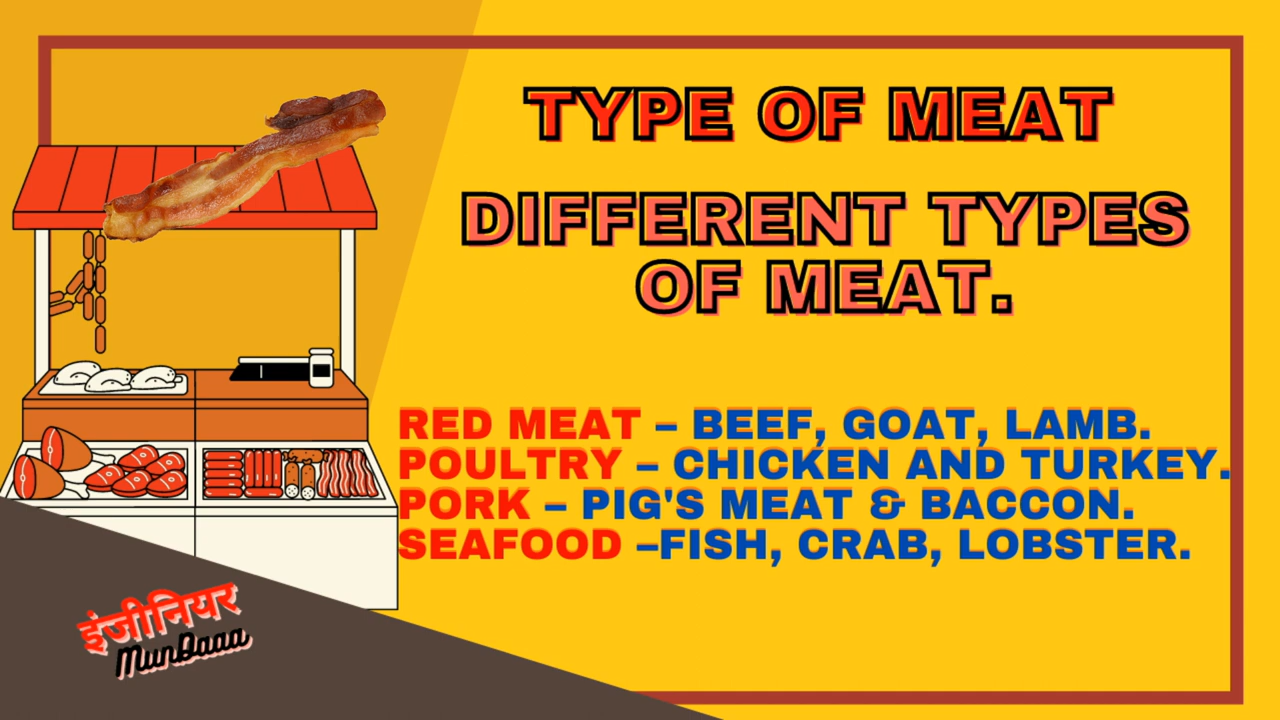 TYPE OF MEAT
DIFFERENT TYPES
OF MEAT.
RED MEAT – BEEF, GOAT, LAMB.
POULTRY – CHICKEN AND TURKEY.
PORK – PIG'S MEAT & BACCON.
SEAFOOD –FISH, CRAB, LOBSTER.
इंजीनियर
MunDaaa